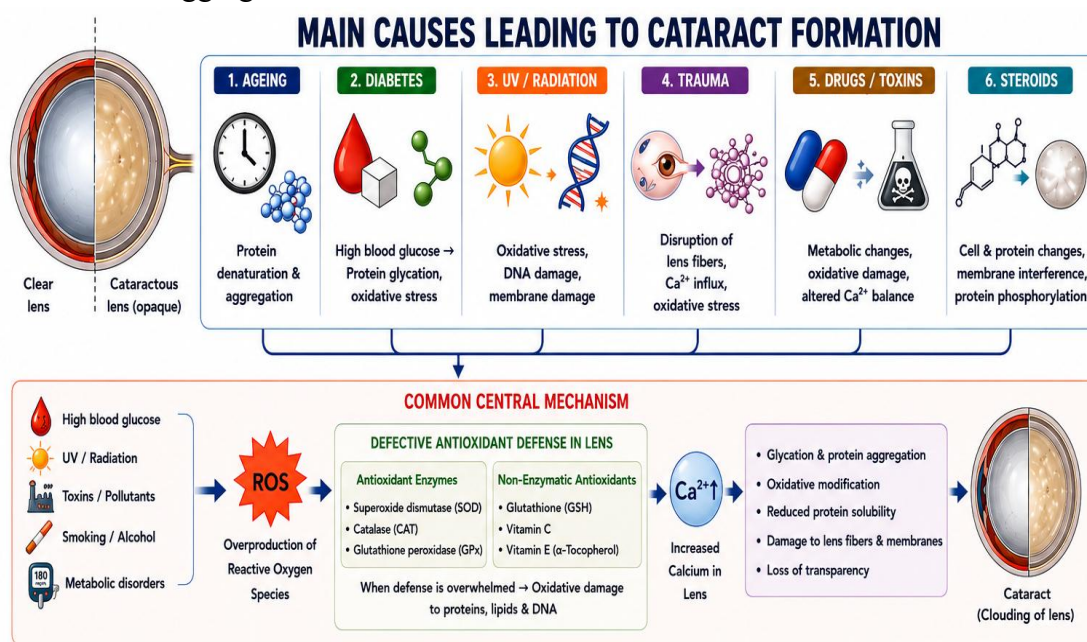 MAIN CAUSES LEADING TO CATARACT FORMATION
Clear
lens
Cataractous
lens (opaque)
1. AGEING
Protein
denaturation &
aggregation
2. DIABETES
High blood glucose →
Protein glycation,
oxidative stress
3. UV / RADIATION
Oxidative stress,
DNA damage,
membrane damage
4. TRAUMA
Disruption of
lens fibers,
Ca²⁺ influx,
oxidative stress
5. DRUGS / TOXINS
Metabolic changes,
oxidative damage,
altered Ca²⁺ balance
6. STEROIDS
Cell & protein changes,
membrane interference,
protein phosphorylation
COMMON CENTRAL MECHANISM
High blood glucose
UV / Radiation
Toxins / Pollutants
Smoking / Alcohol
180
Metabolic disorders
ROS
Overproduction of
Reactive Oxygen
Species
DEFECTIVE ANTIOXIDANT DEFENSE IN LENS
Antioxidant Enzymes
• Superoxide dismutase (SOD)
• Catalase (CAT)
• Glutathione peroxidase (GPx)
Non-Enzymatic Antioxidants
• Glutathione (GSH)
• Vitamin C
• Vitamin E (α-Tocopherol)
When defense is overwhelmed → Oxidative damage
to proteins, lipids & DNA
Ca²⁺↑
Increased
Calcium in
Lens
• Glycation & protein aggregation
• Oxidative modification
• Reduced protein solubility
• Damage to lens fibers & membranes
• Loss of transparency
Cataract
(Clouding of lens)